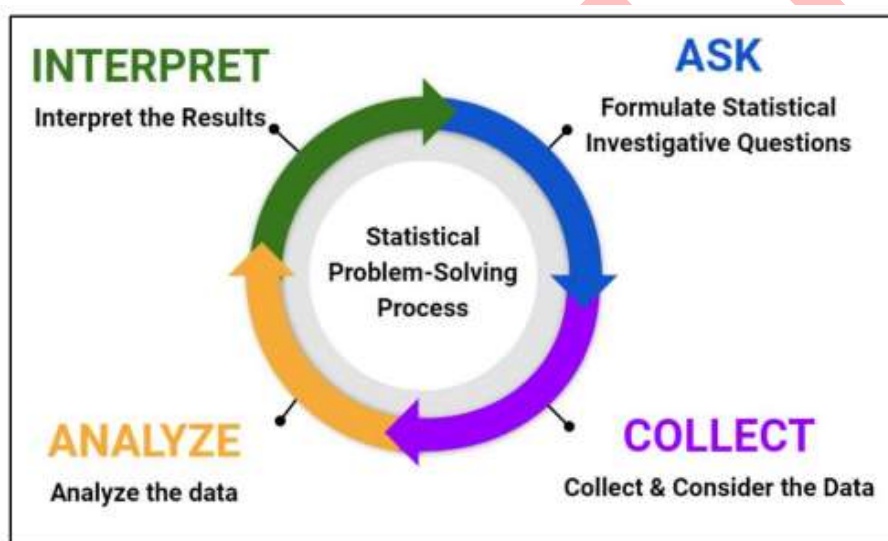 INTERPRET
Interpret the Results
ASK
Formulate Statistical
Investigative Questions
Statistical
Problem-Solving
Process
ANALYZE
Analyze the data
COLLECT
Collect & Consider the Data